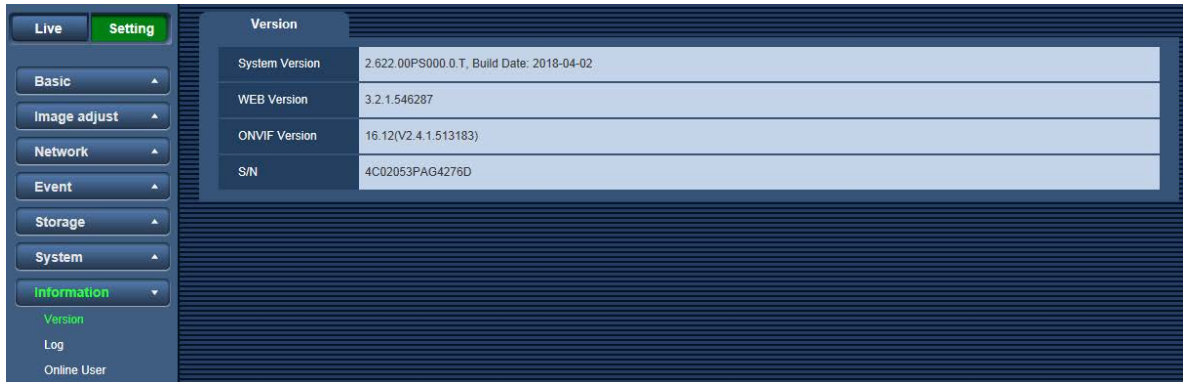 Live Setting
Basic
Image adjust
Network
Event
Storage
System
Information
Version
Log
Online User
Version
System Version 2.622.00PS000.0.T, Build Date: 2018-04-02
WEB Version 3.2.1.546287
ONVIF Version 16.12(V2.4.1.513183)
S/N 4C02053PAG4276D